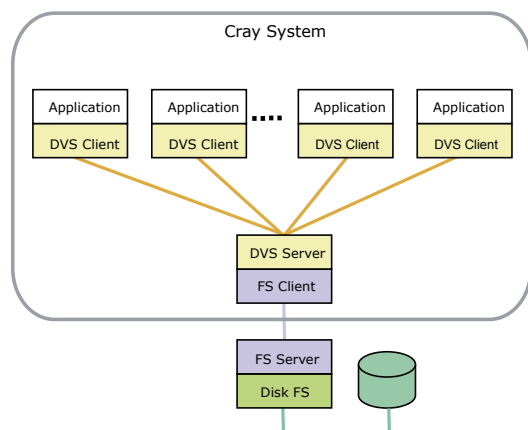 Cray System
Application
Application
Application
Application
DVS Client
DVS Client
DVS Client
DVS Client
DVS Server
FS Client
FS Server
Disk FS